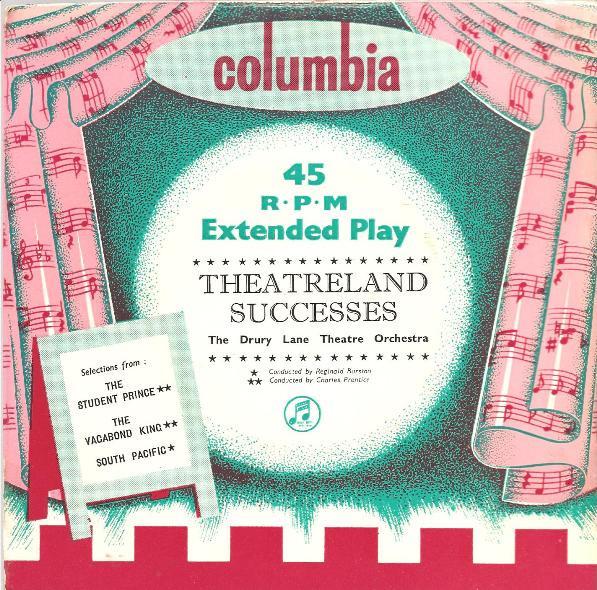 columbia
45
R·P·M
Extended Play
★ ★ ★ ★ ★ ★ ★ ★ ★ ★ ★ ★ ★ ★ ★
THEATRELAND
SUCCESSES
The Drury Lane Theatre Orchestra
★ ★ ★ ★ ★ ★ ★ ★ ★ ★ ★ ★ ★ ★
★ Conducted by Reginald Burston
★★ Conducted by Charles Prentice
Selections from:
THE
STUDENT PRINCE★★
THE
VAGABOND KING★★
SOUTH PACIFIC★